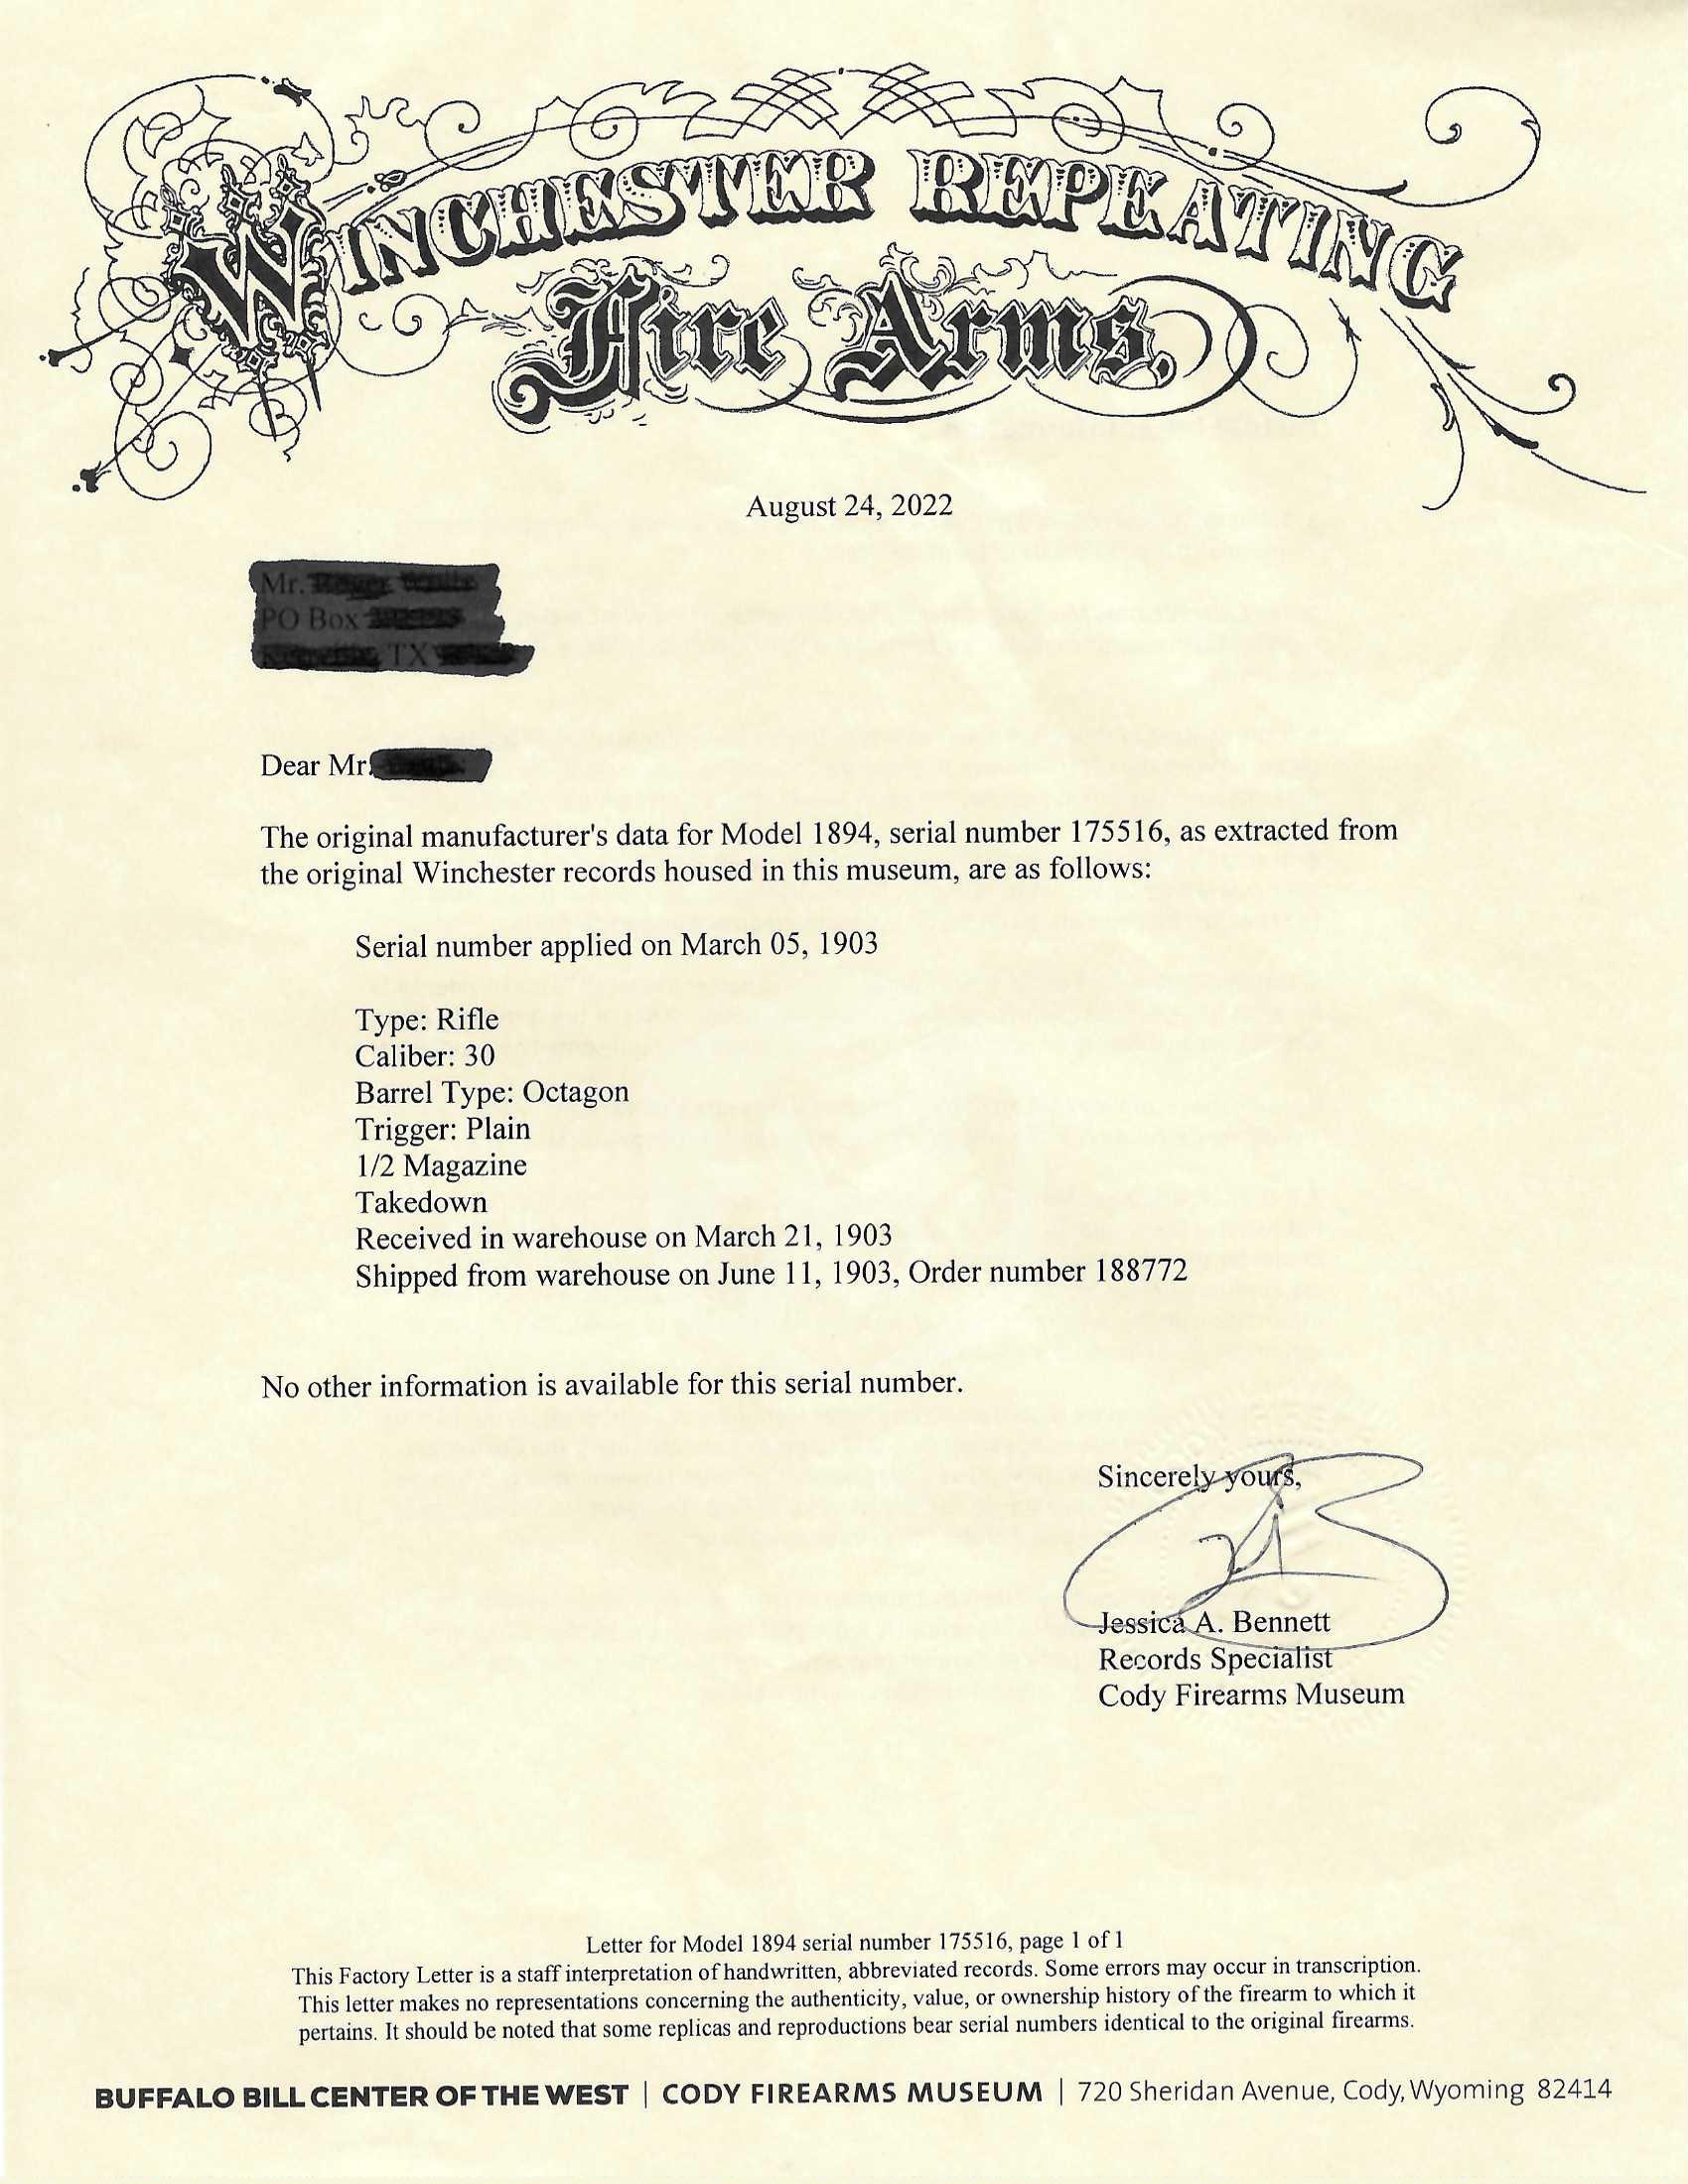 WINCHESTER REPEATING
Fire Arms,
August 24, 2022
Mr.
PO Box
TX
Dear Mr.
The original manufacturer's data for Model 1894, serial number 175516, as extracted from
the original Winchester records housed in this museum, are as follows:
Serial number applied on March 05, 1903
Type: Rifle
Caliber: 30
Barrel Type: Octagon
Trigger: Plain
1/2 Magazine
Takedown
Received in warehouse on March 21, 1903
Shipped from warehouse on June 11, 1903, Order number 188772
No other information is available for this serial number.
Sincerely yours,
Jessica A. Bennett
Records Specialist
Cody Firearms Museum
Letter for Model 1894 serial number 175516, page 1 of 1
This Factory Letter is a staff interpretation of handwritten, abbreviated records. Some errors may occur in transcription.
This letter makes no representations concerning the authenticity, value, or ownership history of the firearm to which it
pertains. It should be noted that some replicas and reproductions bear serial numbers identical to the original firearms.
BUFFALO BILL CENTER OF THE WEST | CODY FIREARMS MUSEUM | 720 Sheridan Avenue, Cody, Wyoming 82414